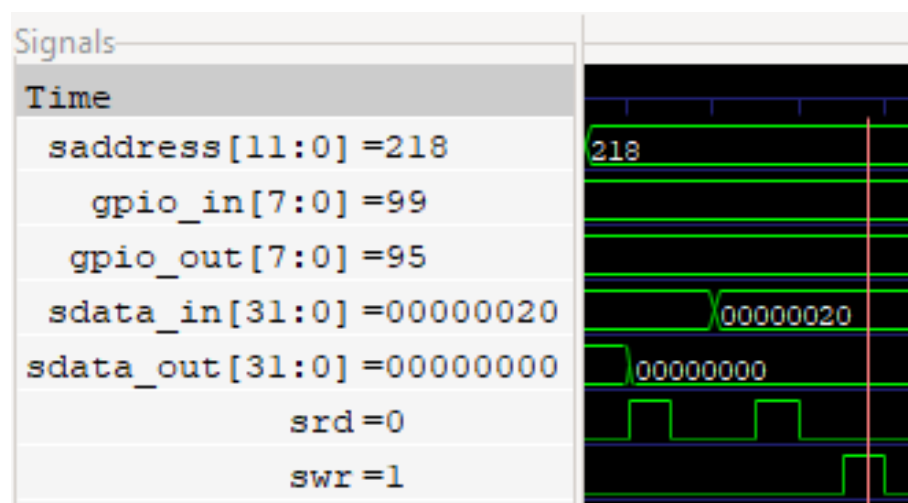 Signals
Time
saddress[11:0]=218 218
gpio_in[7:0]=99
gpio_out[7:0]=95
sdata_in[31:0]=00000020 00000020
sdata_out[31:0]=00000000 00000000
srd=0
swr=1